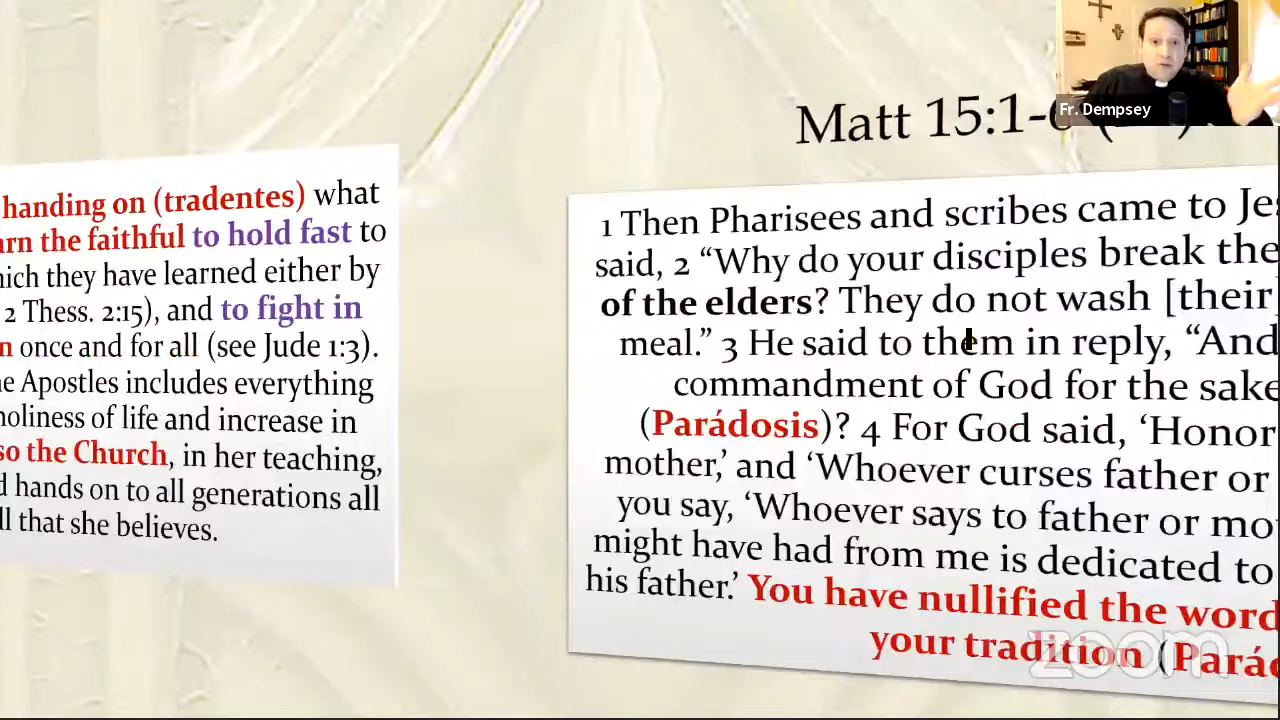 Fr. Dempsey
handing on (tradentes) what
arn the faithful to hold fast to
hich they have learned either by
2 Thess. 2:15), and to fight in
n once and for all (see Jude 1:3).
he Apostles includes everything
holiness of life and increase in
so the Church, in her teaching,
d hands on to all generations all
ll that she believes.
Matt 15:1-
1 Then Pharisees and scribes came to Jes
said, 2 “Why do your disciples break the
of the elders? They do not wash [their
meal.” 3 He said to them in reply, “And
commandment of God for the sake
(Parádosis)? 4 For God said, ‘Honor
mother,’ and ‘Whoever curses father or
you say, ‘Whoever says to father or mo
might have had from me is dedicated to
his father.’ You have nullified the word
your tradition (Parád
zoom